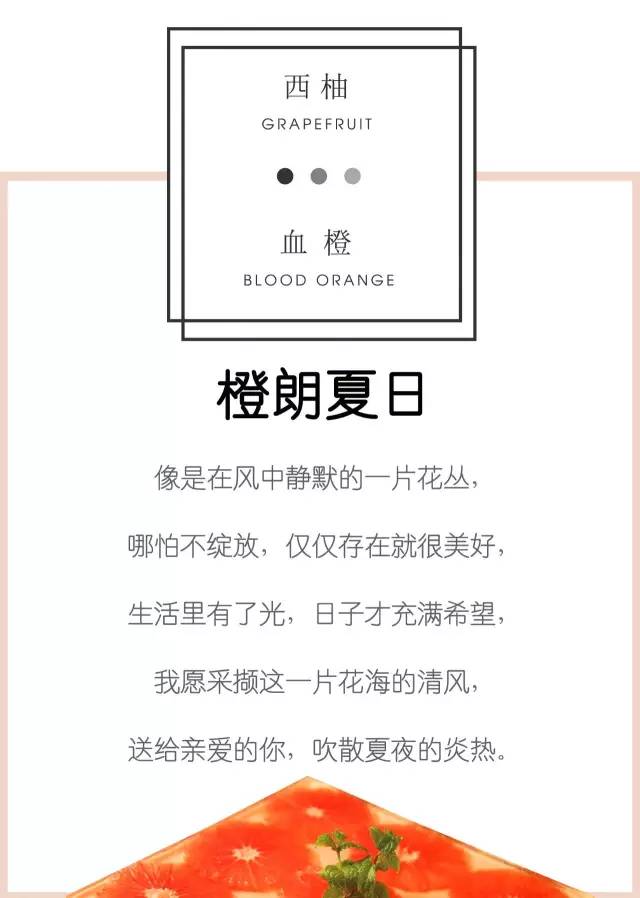 西柚
GRAPEFRUIT
血橙
BLOOD ORANGE
橙朗夏日
像是在风中静默的一片花丛，
哪怕不绽放，仅仅存在就很美好，
生活里有了光，日子才充满希望，
我愿采撷这一片花海的清风，
送给亲爱的你，吹散夏夜的炎热。